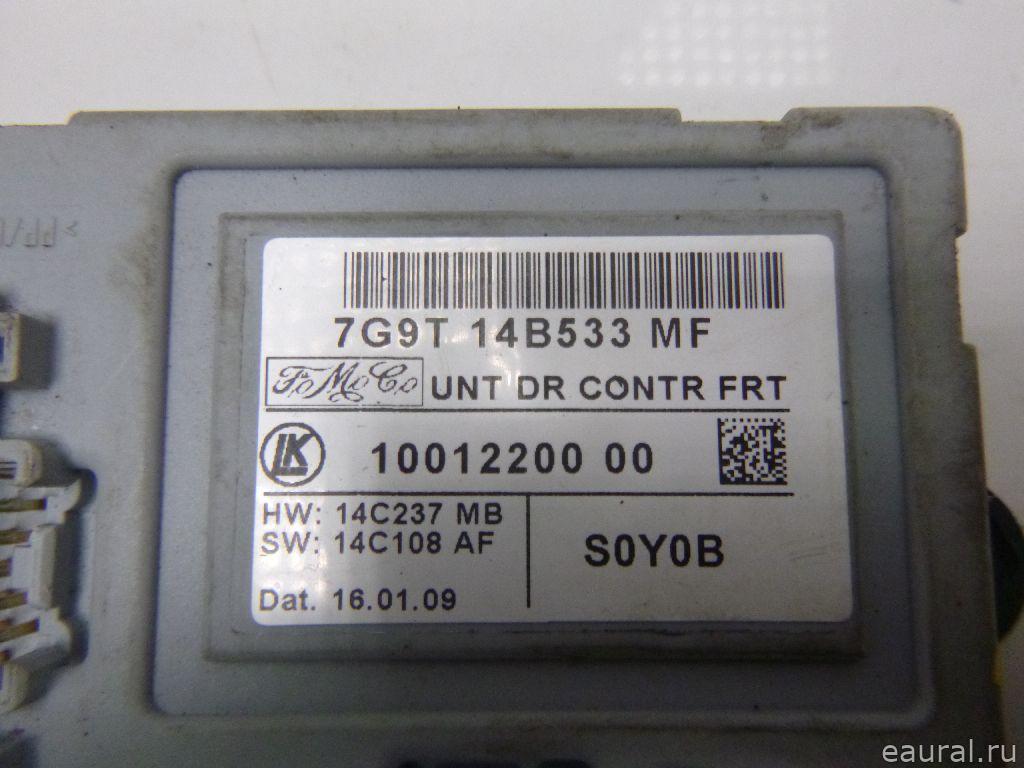 7G9T 14B533 MF
FoMoCo UNT DR CONTR FRT
LK 10012200 00
HW: 14C237 MB
SW: 14C108 AF
S0Y0B
Dat. 16.01.09
>PP/
eaural.ru